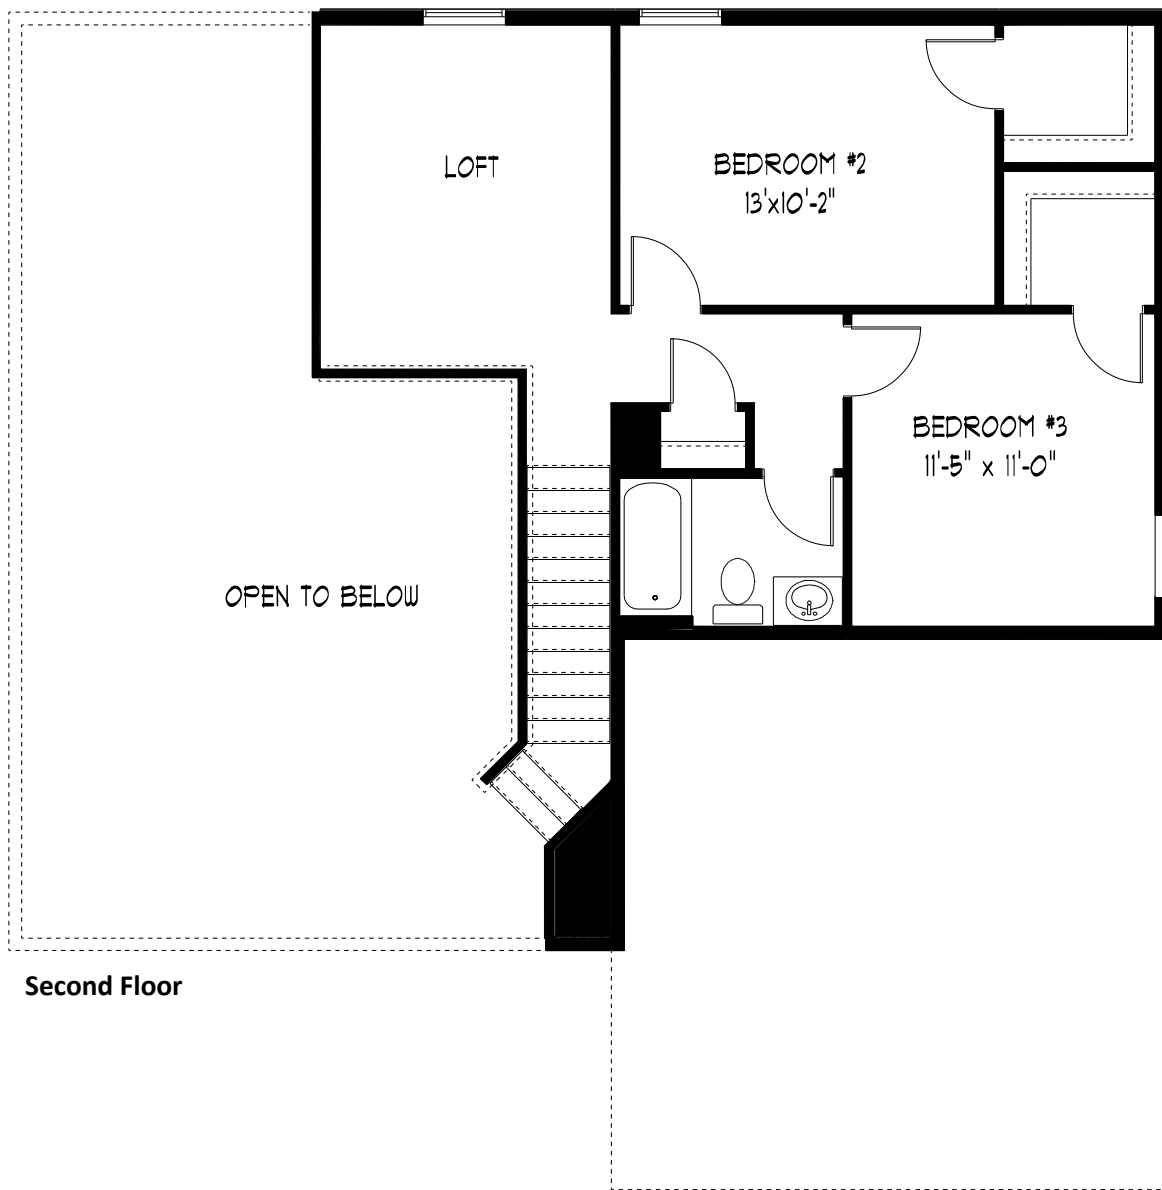 LOFT
BEDROOM #2
13'x10'-2"
BEDROOM #3
11'-5" x 11'-0"
OPEN TO BELOW
Second Floor